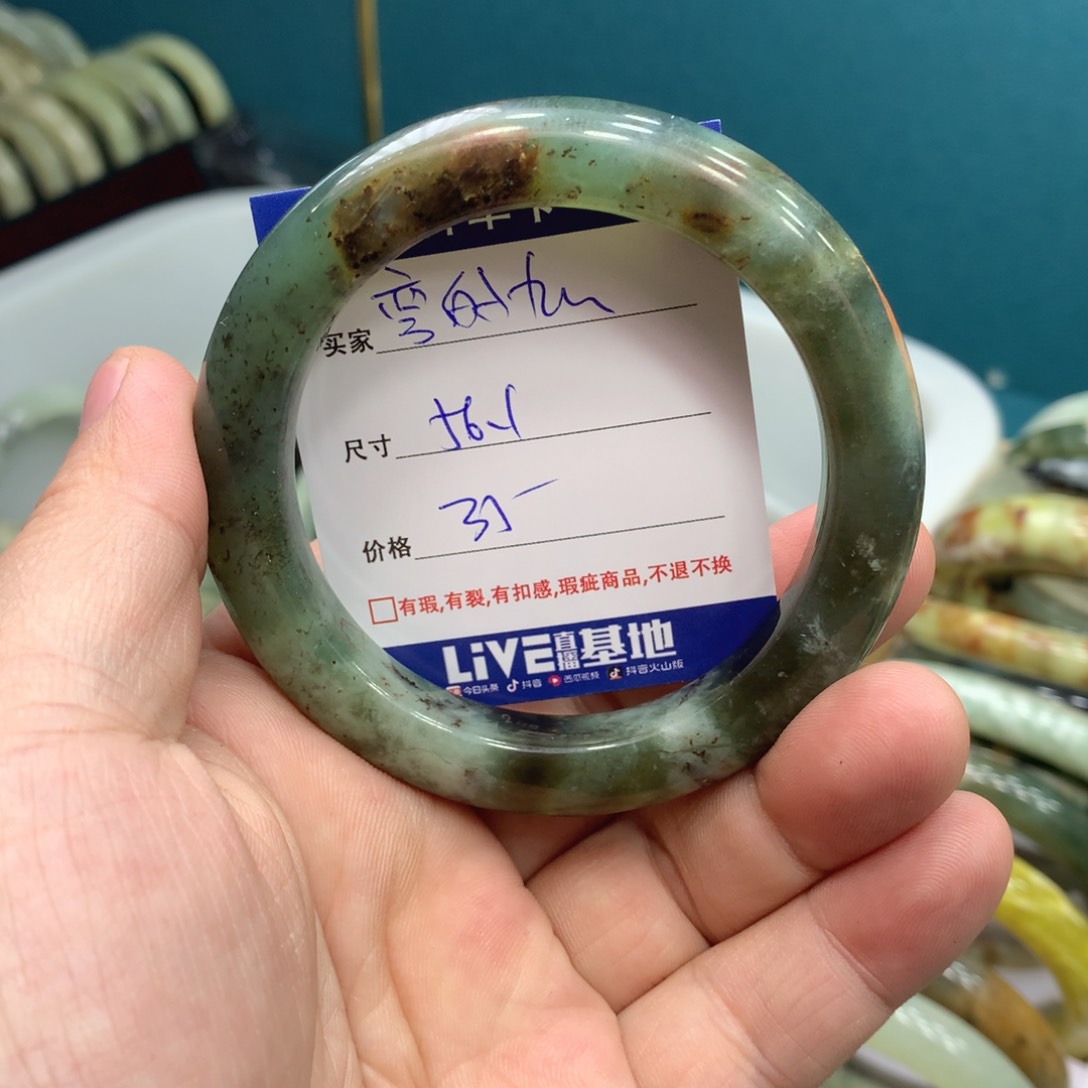 买家
尺寸 56.1
价格 35-
有瑕,有裂,有扣感,瑕疵商品,不退不换
LiVE直播基地
今日头条 抖音 西瓜视频 抖音火山版